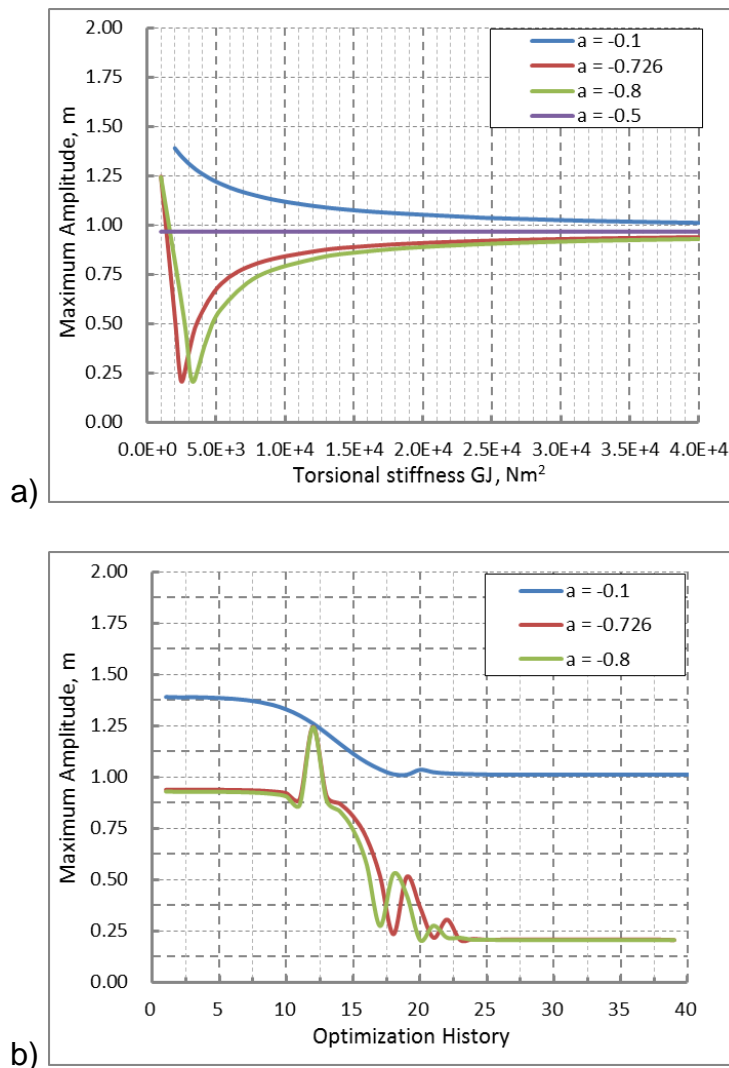 a)
Maximum Amplitude, m
2.00
1.75
1.50
1.25
1.00
0.75
0.50
0.25
0.00
a = -0.1
a = -0.726
a = -0.8
a = -0.5
0.0E+0 5.0E+3 1.0E+4 1.5E+4 2.0E+4 2.5E+4 3.0E+4 3.5E+4 4.0E+4
Torsional stiffness GJ, Nm²
b)
Maximum Amplitude, m
2.00
1.75
1.50
1.25
1.00
0.75
0.50
0.25
0.00
a = -0.1
a = -0.726
a = -0.8
0 5 10 15 20 25 30 35 40
Optimization History